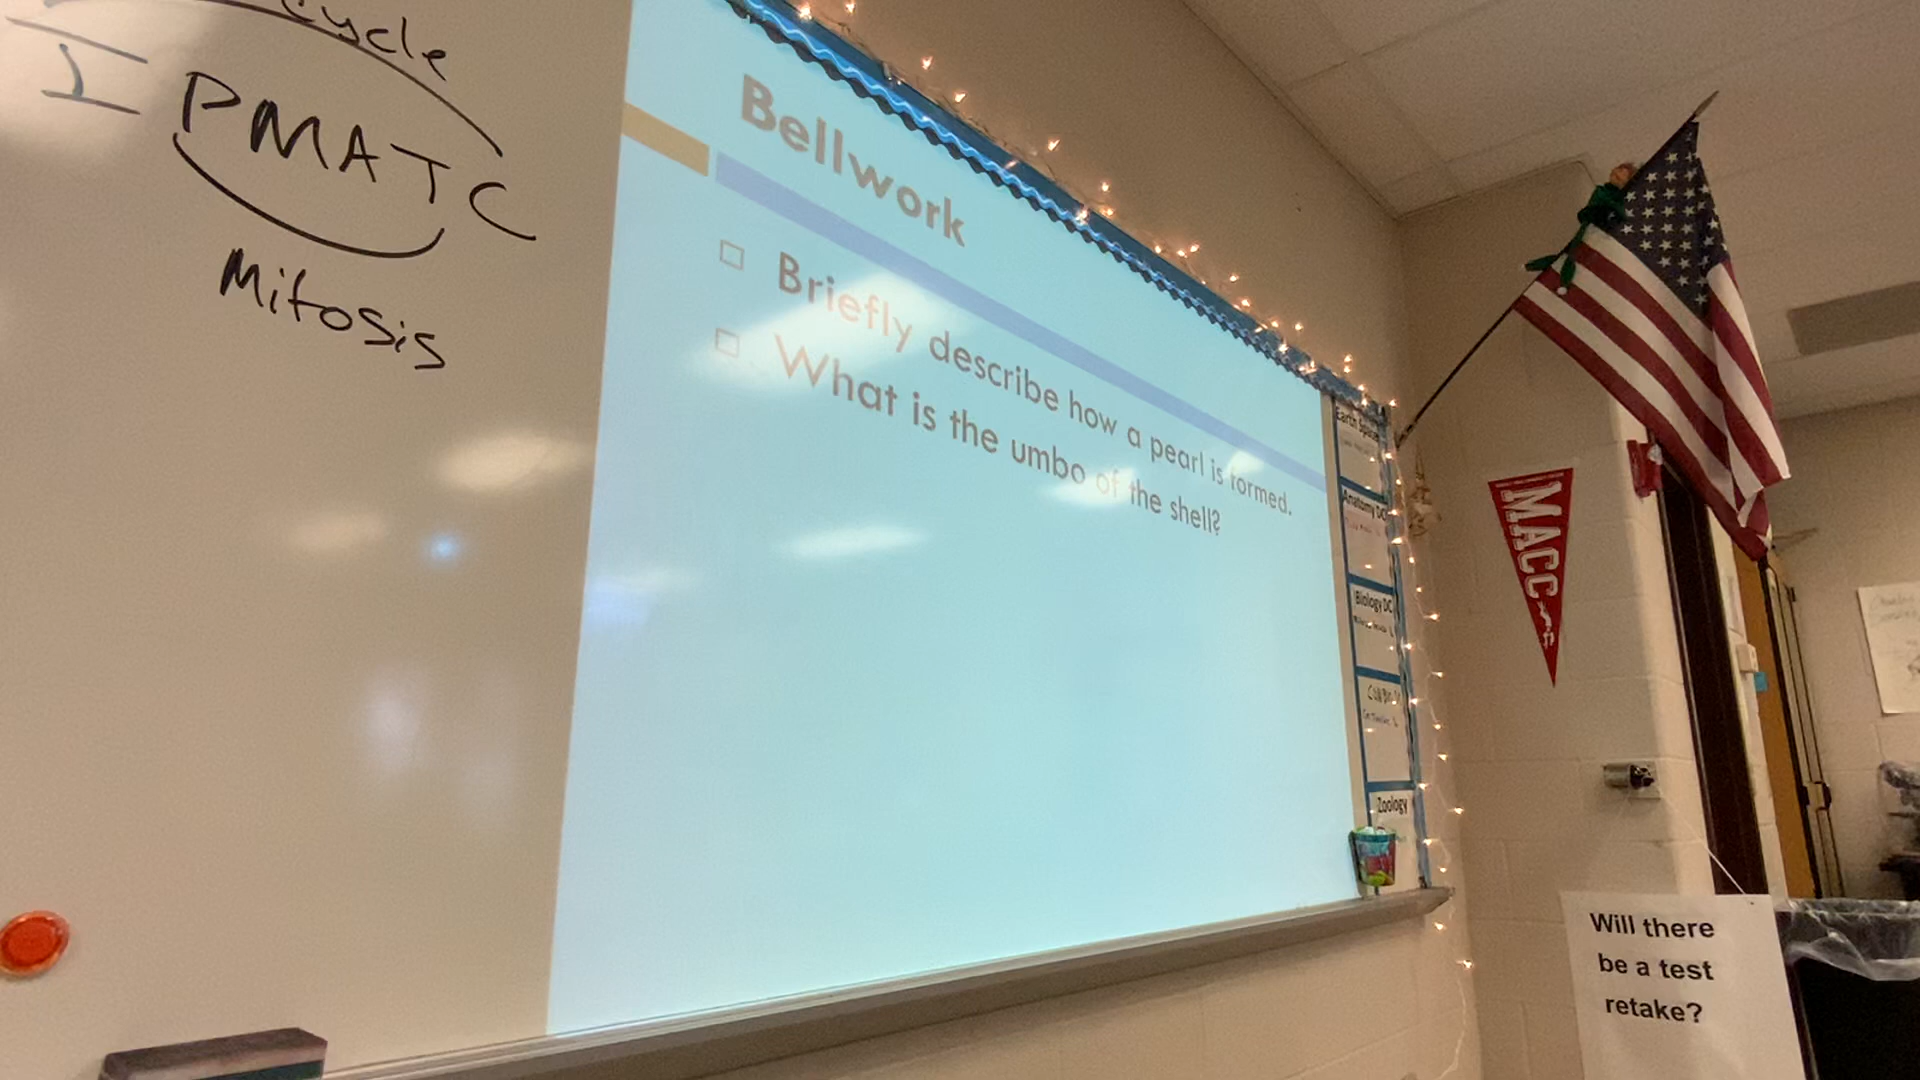 Cycle
I PMATC
Mitosis
Bellwork
Briefly describe how a pearl is formed.
What is the umbo of the shell?
Earth Space
Anatomy DC
Biology DC
Zoology
MACC
Will there
be a test
retake?